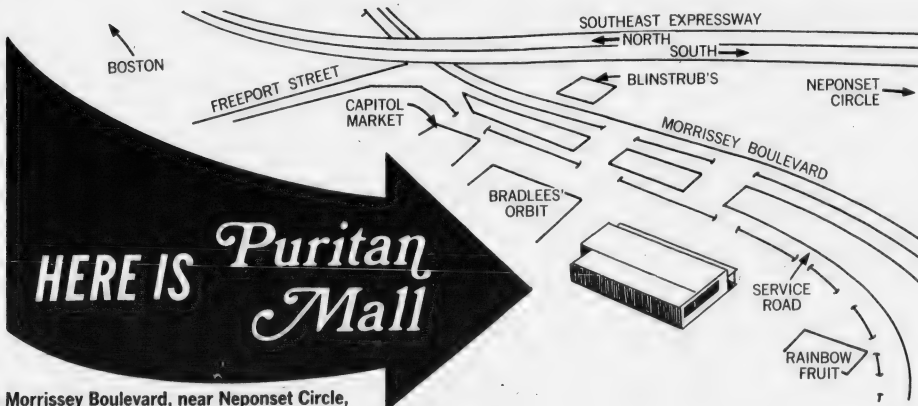 SOUTHEAST EXPRESSWAY
NORTH
SOUTH
BOSTON
BLINSTRUB'S
NEPONSET
CIRCLE
FREEPORT STREET
CAPITOL
MARKET
MORRISSEY BOULEVARD
BRADLEES'
ORBIT
HERE IS Puritan
Mall
SERVICE
ROAD
RAINBOW
FRUIT
Morrissey Boulevard, near Neponset Circle,